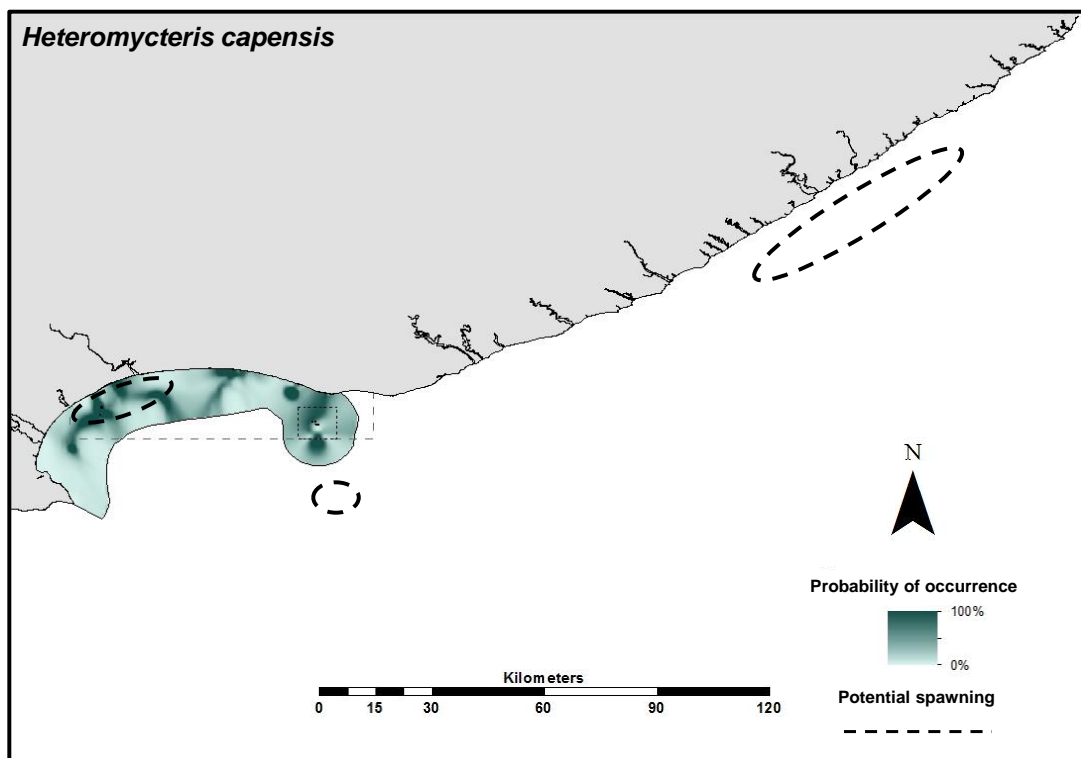 Heteromycteris capensis
N
Probability of occurrence
100%
0%
Kilometers
0 15 30 60 90 120
Potential spawning